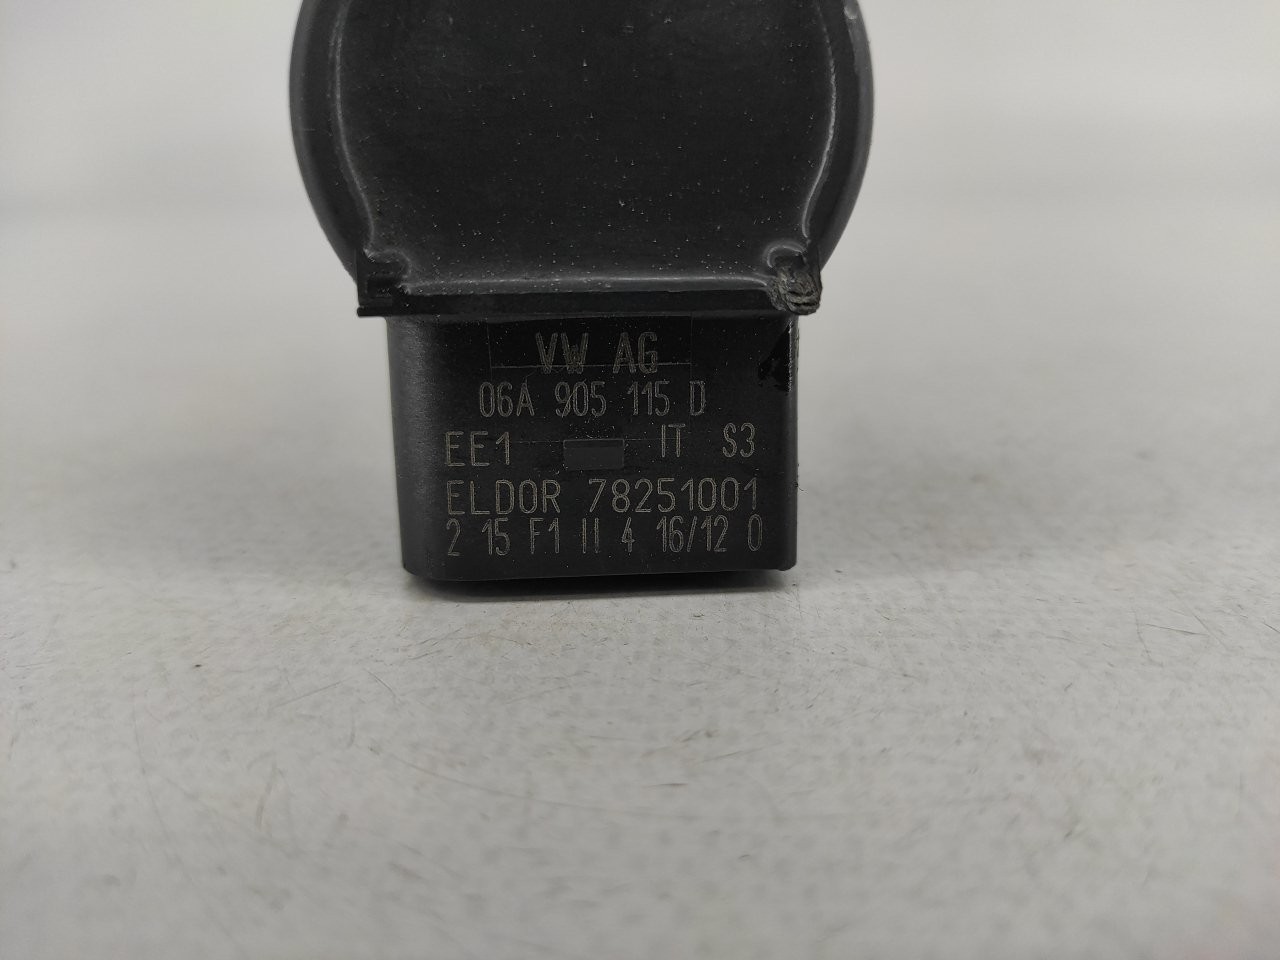 VW AG
06A 905 115 D
EE1 IT S3
ELDOR 78251001
2 15 F1 II 4 16/12 0